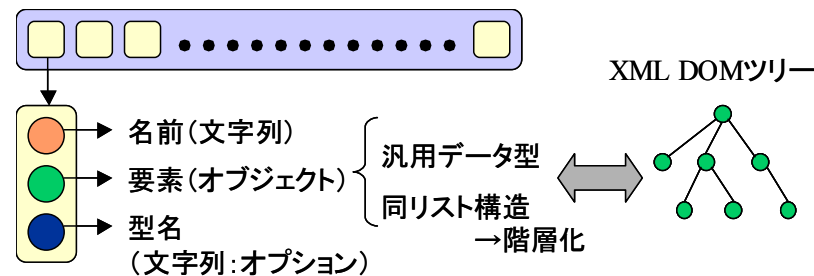 XML DOMツリー
名前(文字列)
要素(オブジェクト)
型名
(文字列:オプション)
汎用データ型
同リスト構造
→階層化